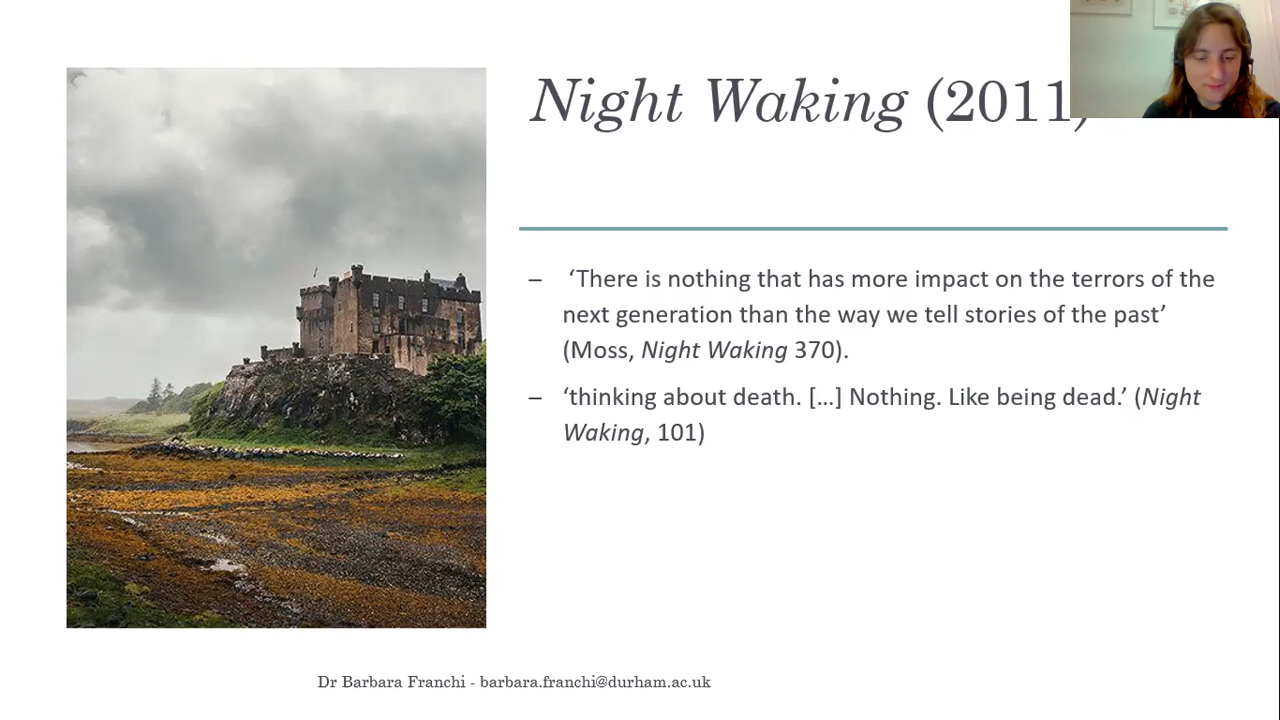 Night Waking (2011)
– ‘There is nothing that has more impact on the terrors of the
next generation than the way we tell stories of the past’
(Moss, Night Waking 370).
– ‘thinking about death. […] Nothing. Like being dead.’ (Night
Waking, 101)
Dr Barbara Franchi - barbara.franchi@durham.ac.uk